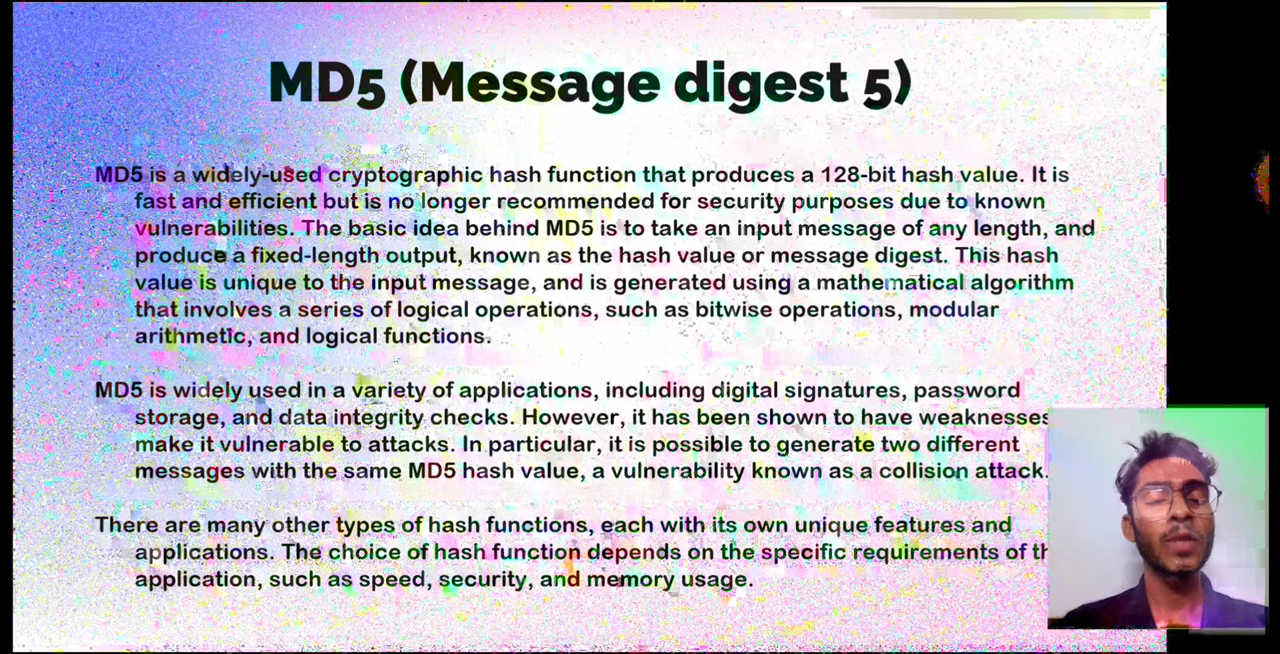 MD5 (Message digest 5)
MD5 is a widely-used cryptographic hash function that produces a 128-bit hash value. It is
fast and efficient but is no longer recommended for security purposes due to known
vulnerabilities. The basic idea behind MD5 is to take an input message of any length, and
produce a fixed-length output, known as the hash value or message digest. This hash
value is unique to the input message, and is generated using a mathematical algorithm
that involves a series of logical operations, such as bitwise operations, modular
arithmetic, and logical functions.
MD5 is widely used in a variety of applications, including digital signatures, password
storage, and data integrity checks. However, it has been shown to have weaknesses
make it vulnerable to attacks. In particular, it is possible to generate two different
messages with the same MD5 hash value, a vulnerability known as a collision attack.
There are many other types of hash functions, each with its own unique features and
applications. The choice of hash function depends on the specific requirements of
application, such as speed, security, and memory usage.